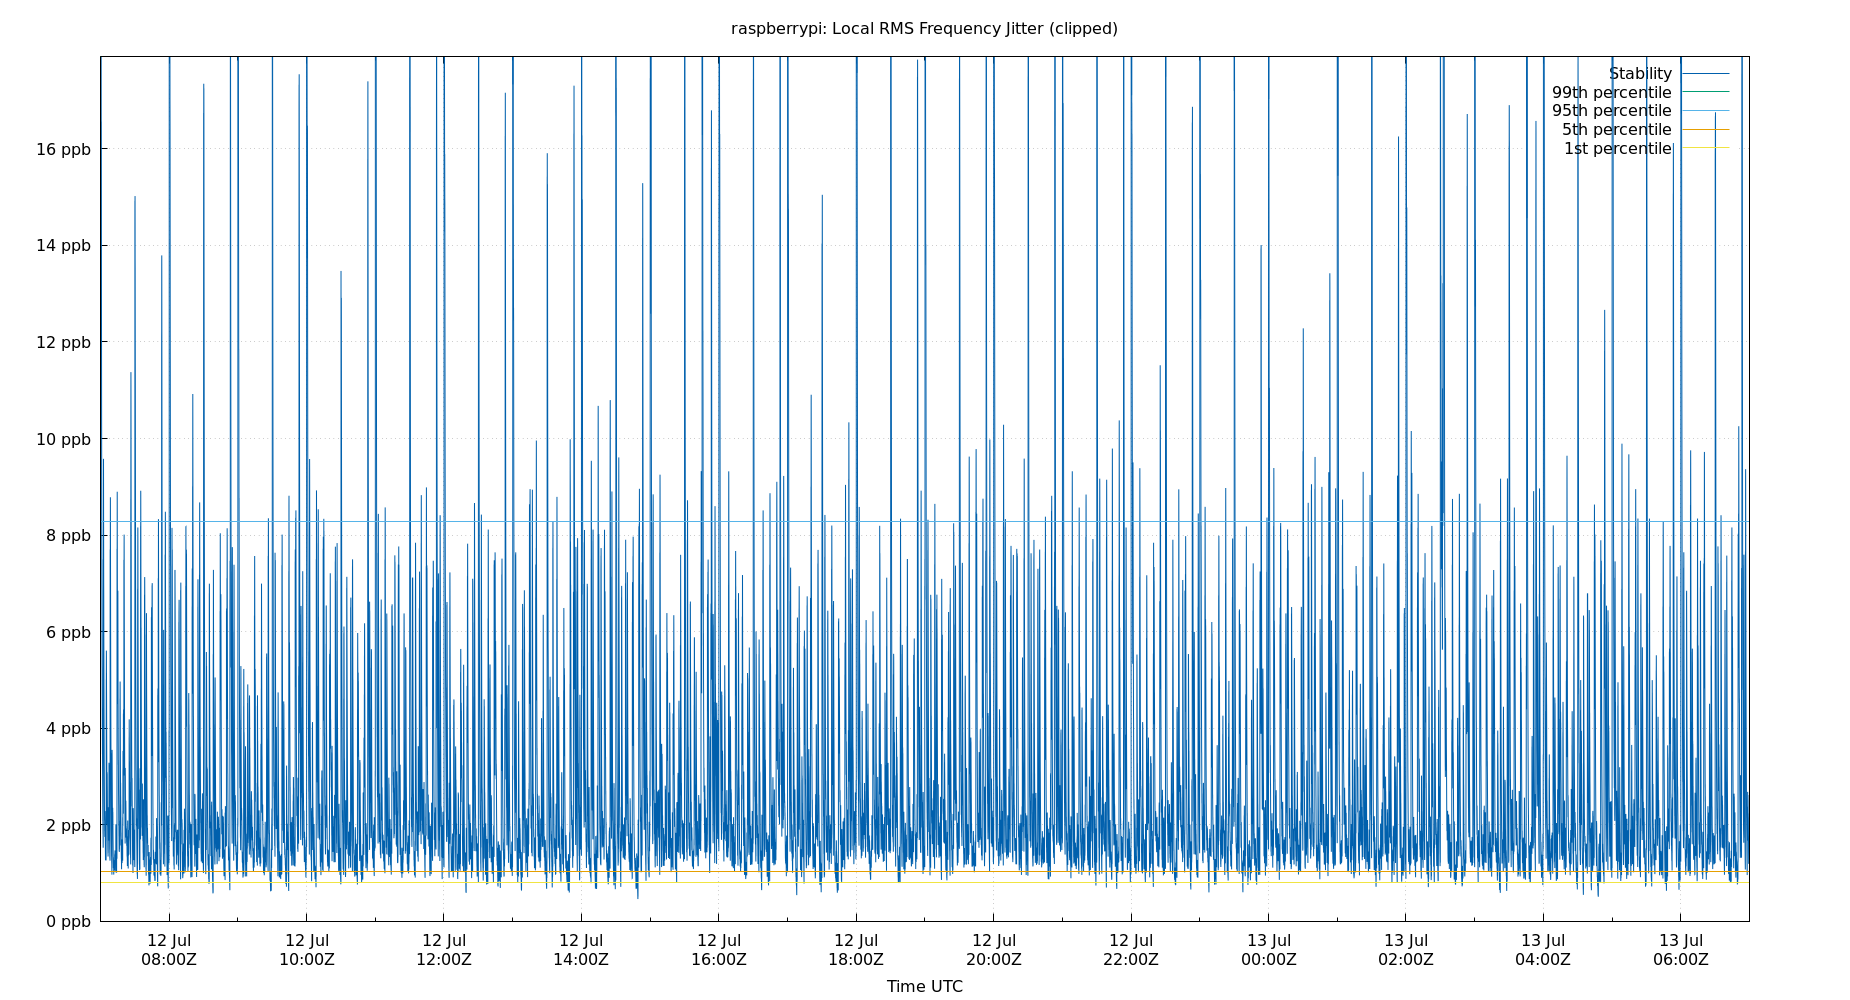 raspberrypi: Local RMS Frequency Jitter (clipped)
Stability
99th percentile
95th percentile
5th percentile
1st percentile
16 ppb
14 ppb
12 ppb
10 ppb
8 ppb
6 ppb
4 ppb
2 ppb
0 ppb
12 Jul 12 Jul 12 Jul 12 Jul 12 Jul 12 Jul 12 Jul 12 Jul 13 Jul 13 Jul 13 Jul 13 Jul
08:00Z 10:00Z 12:00Z 14:00Z 16:00Z 18:00Z 20:00Z 22:00Z 00:00Z 02:00Z 04:00Z 06:00Z
Time UTC